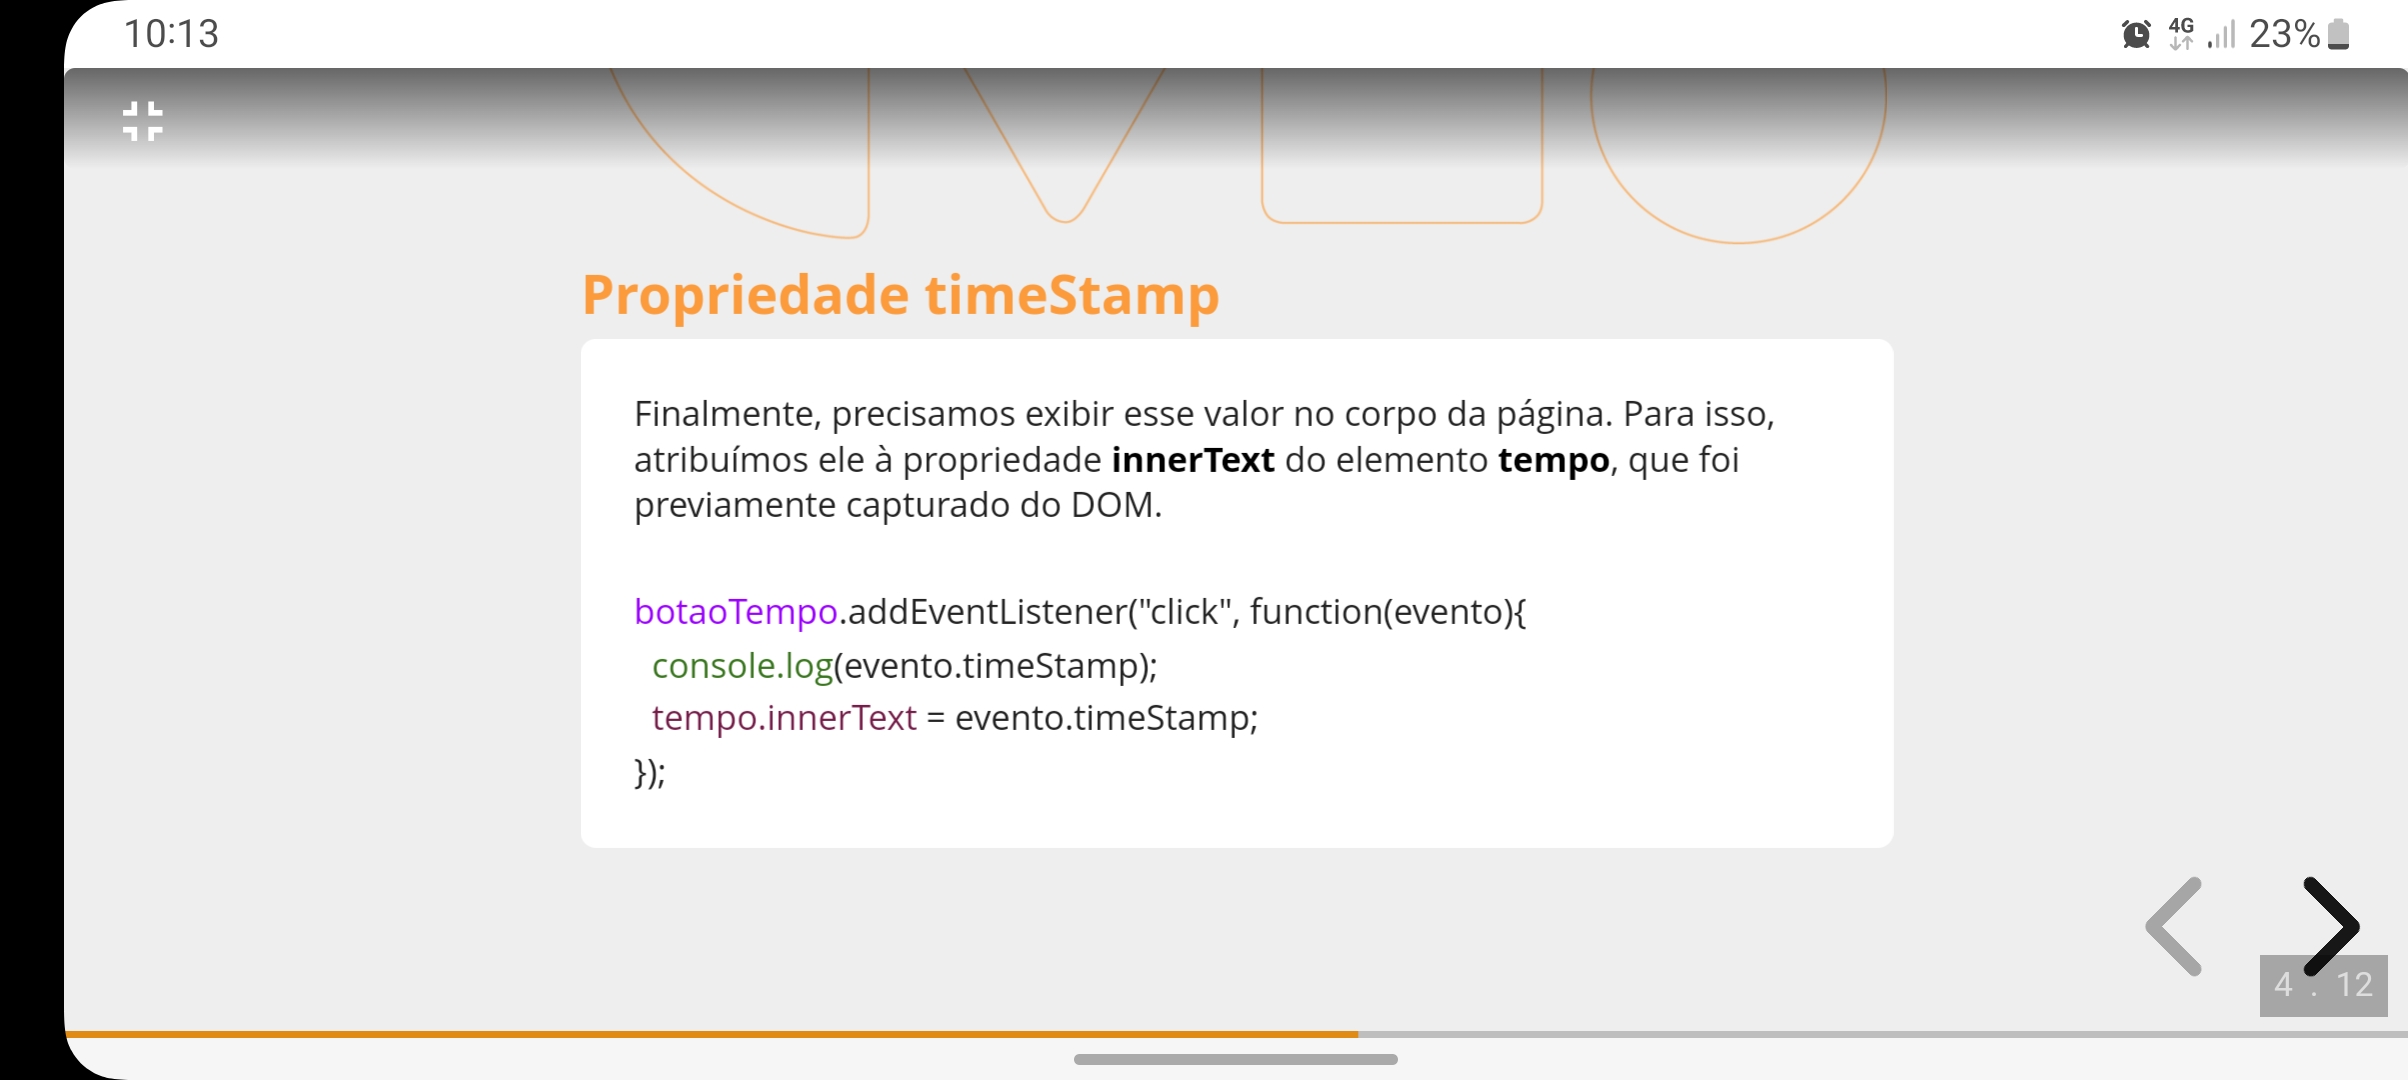 10:13
4G
23%
Propriedade timeStamp
Finalmente, precisamos exibir esse valor no corpo da página. Para isso,
atribuímos ele à propriedade innerText do elemento tempo, que foi
previamente capturado do DOM.
botaoTempo.addEventListener("click", function(evento){
console.log(evento.timeStamp);
tempo.innerText = evento.timeStamp;
});
4 . 12